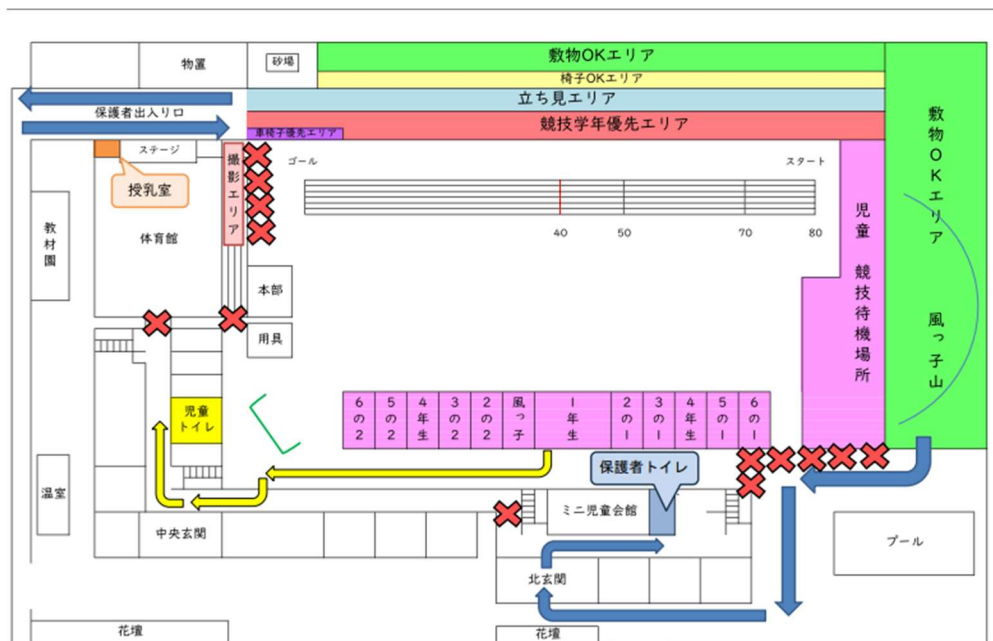 敷物OKエリア
物置
砂場
椅子OKエリア
立ち見エリア
保護者出入り口
競技学年優先エリア
車椅子優先エリア
敷物OKエリア 風っ子山
ステージ
撮影エリア
ゴール
スタート
授乳室
体育館
教材園
児童 競技待機場所
40
50
70
80
本部
用具
児童
トイレ
6の2
5の2
4年生
3の2
2の2
風っ子
1年生
2の1
3の1
4年生
5の1
6の1
保護者トイレ
温室
中央玄関
ミニ児童会館
プール
北玄関
花壇
花壇